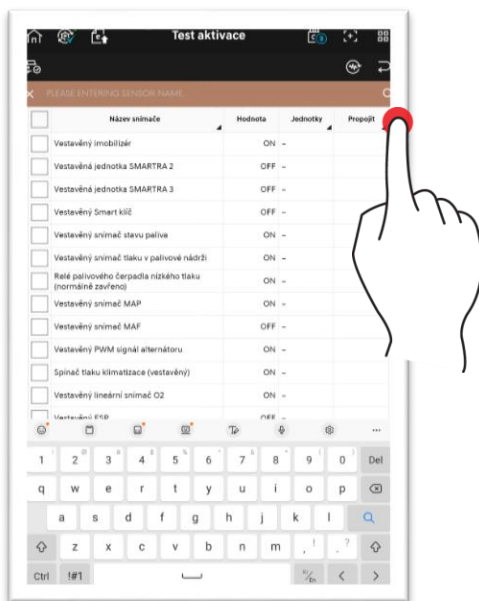 Test aktivace
PLEASE ENTERING SENSOR NAME.
Název snímače Hodnota Jednotky Propojit
Vestavěný imobilizér ON -
Vestavěná jednotka SMARTRA 2 OFF -
Vestavěná jednotka SMARTRA 3 OFF -
Vestavěný Smart klíč OFF -
Vestavěný snímač stavu paliva ON -
Vestavěný snímač tlaku v palivové nádrži ON -
Relé palivového čerpadla nízkého tlaku
(normálně zavřeno) ON -
Vestavěný snímač MAP ON -
Vestavěný snímač MAF OFF -
Vestavěný PWM signál alternátoru ON -
Spínač tlaku klimatizace (vestavěný) ON -
Vestavěný lineární snímač O2 ON -
Vestavěný ESP OFF -
1 2 3 4 5 6 7 8 9 0 Del
q w e r t y u i o p
a s d f g h j k l
z x c v b n m , ! . ?
Ctrl !#1